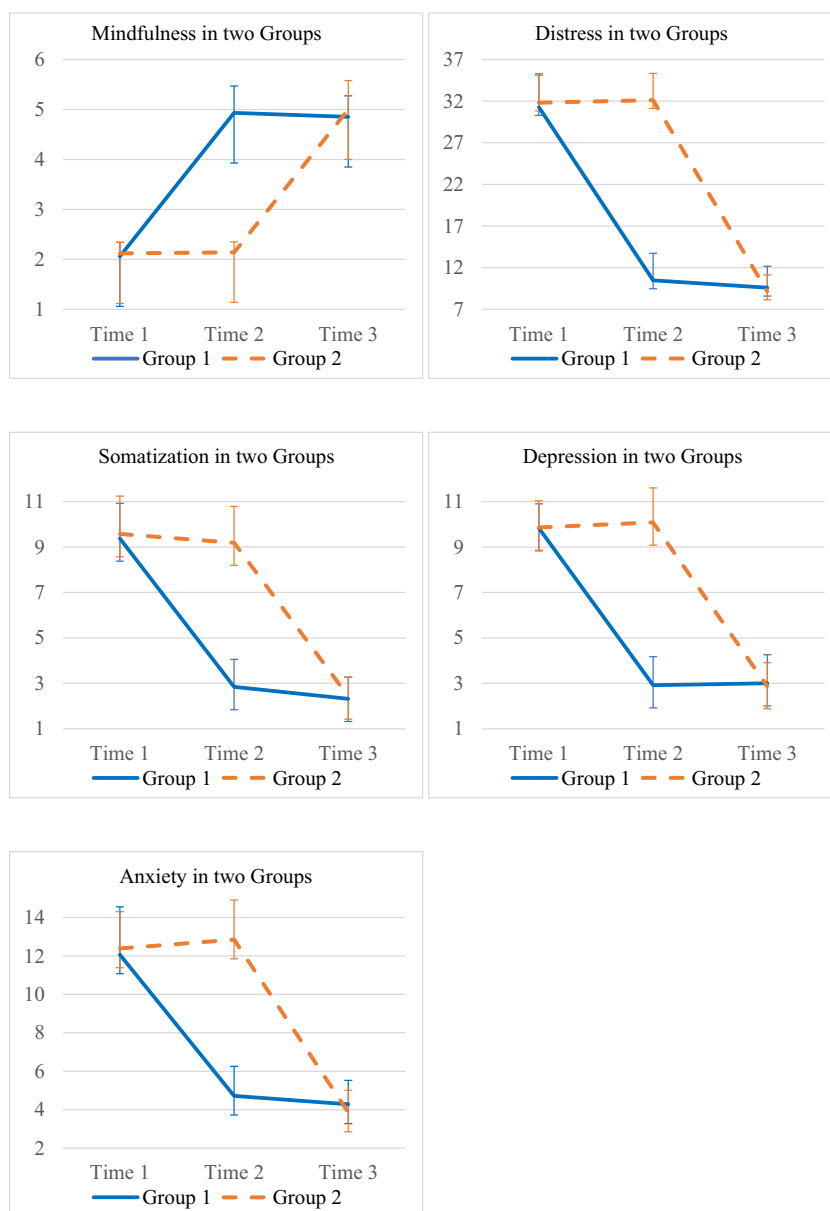 Mindfulness in two Groups
6
5
4
3
2
1
Time 1 Time 2 Time 3
Group 1 Group 2
Distress in two Groups
37
32
27
22
17
12
7
Time 1 Time 2 Time 3
Group 1 Group 2
Somatization in two Groups
11
9
7
5
3
1
Time 1 Time 2 Time 3
Group 1 Group 2
Depression in two Groups
11
9
7
5
3
1
Time 1 Time 2 Time 3
Group 1 Group 2
Anxiety in two Groups
14
12
10
8
6
4
2
Time 1 Time 2 Time 3
Group 1 Group 2